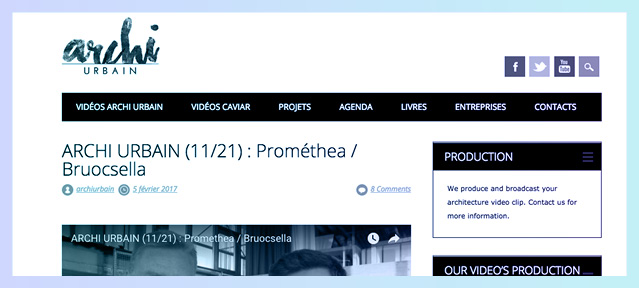 archi
URBAIN
VIDÉOS ARCHI URBAIN VIDÉOS CAVIAR PROJETS AGENDA LIVRES ENTREPRISES CONTACTS
ARCHI URBAIN (11/21) : Prométhea /
Bruocsella
archiurbain 5 février 2017 8 Comments
ARCHI URBAIN (11/21) : Promethea / Bruocsella
PRODUCTION
We produce and broadcast your
architecture video clip. Contact us for
more information.
OUR VIDEO'S PRODUCTION